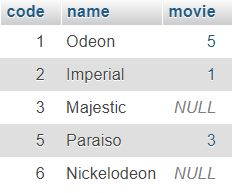 code name movie
1 Odeon 5
2 Imperial 1
3 Majestic NULL
5 Paraiso 3
6 Nickelodeon NULL